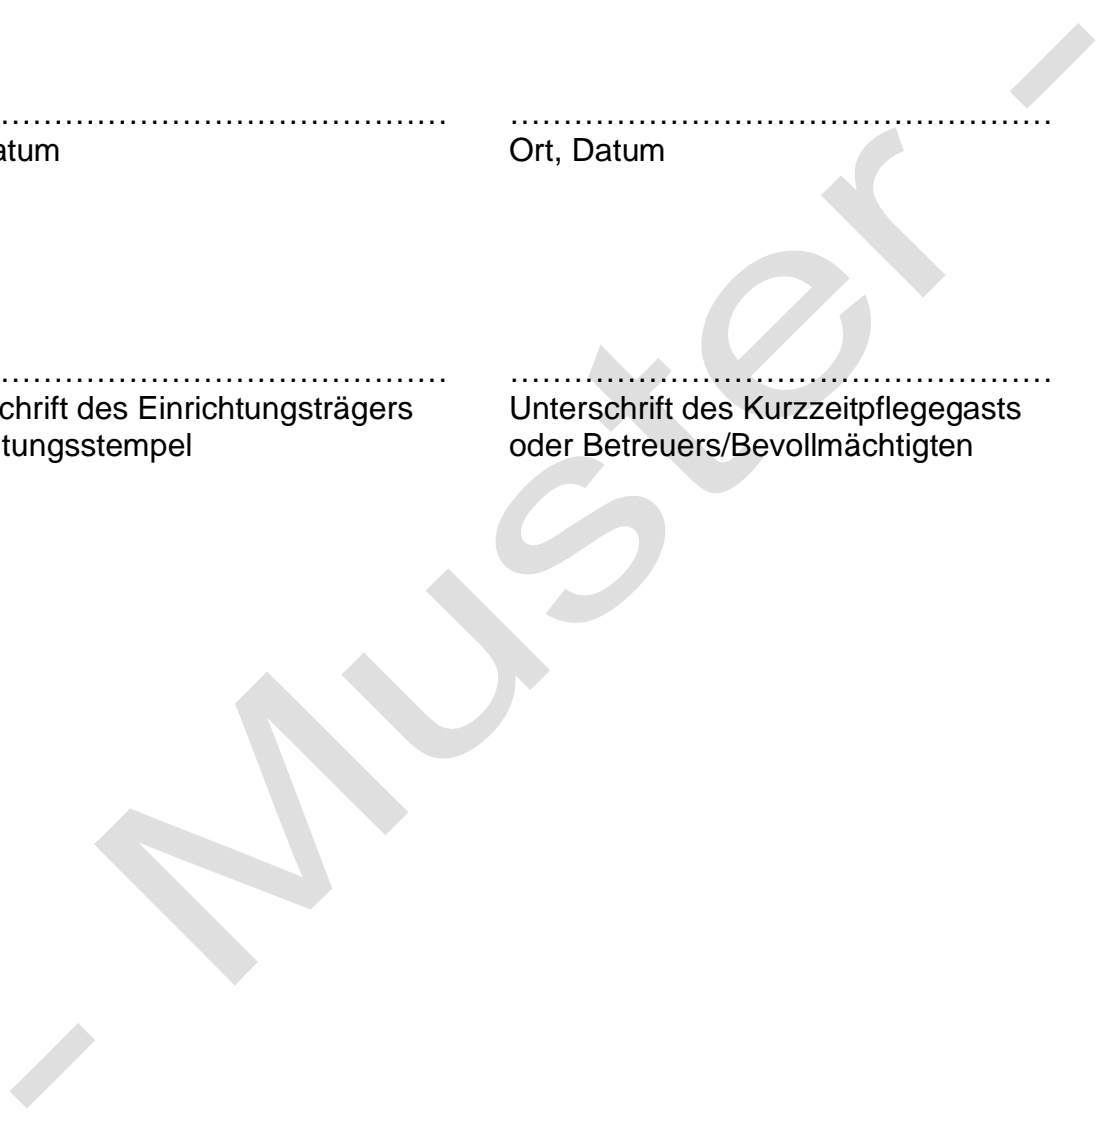 ………………………………………
………………………………………………
atum
Ort, Datum
………………………………………
………………………………………………
chrift des Einrichtungsträgers
tungsstempel
Unterschrift des Kurzzeitpflegegasts
oder Betreuers/Bevollmächtigten
- Muster -